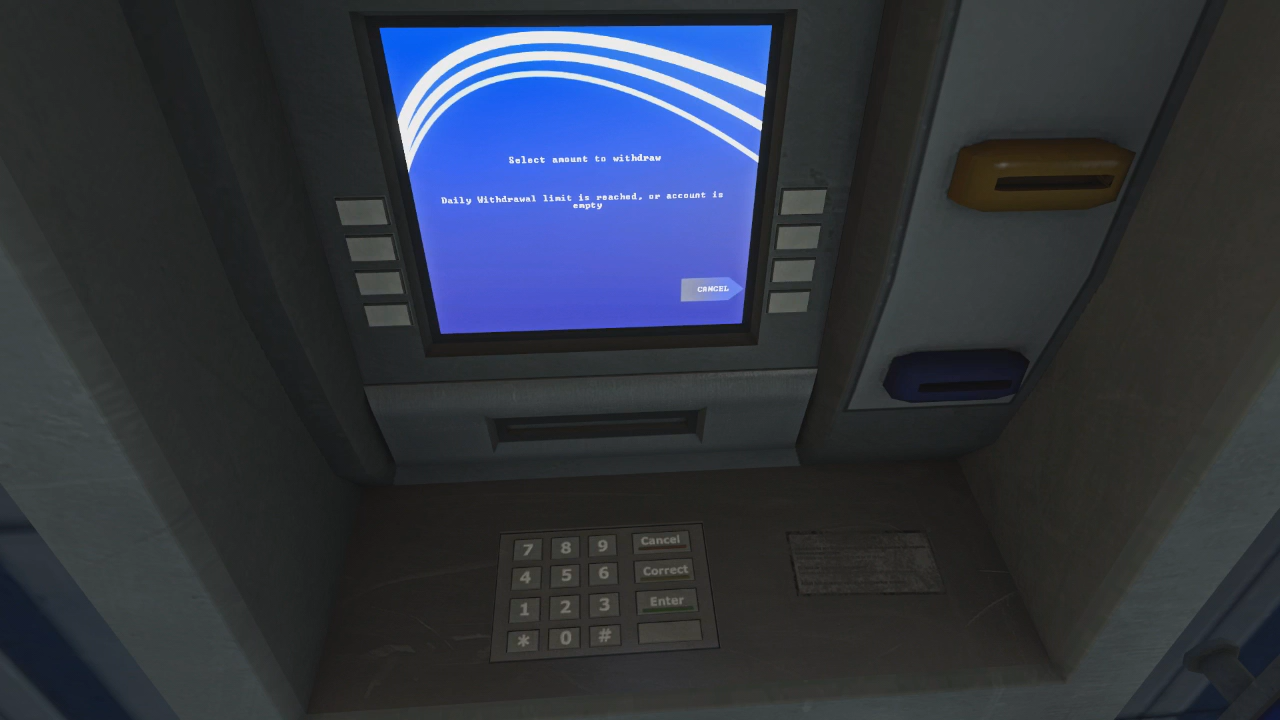 Select amount to withdraw
Daily Withdrawal limit is reached, or account is
empty
CANCEL
7 8 9 Cancel
4 5 6 Correct
1 2 3 Enter
* 0 #